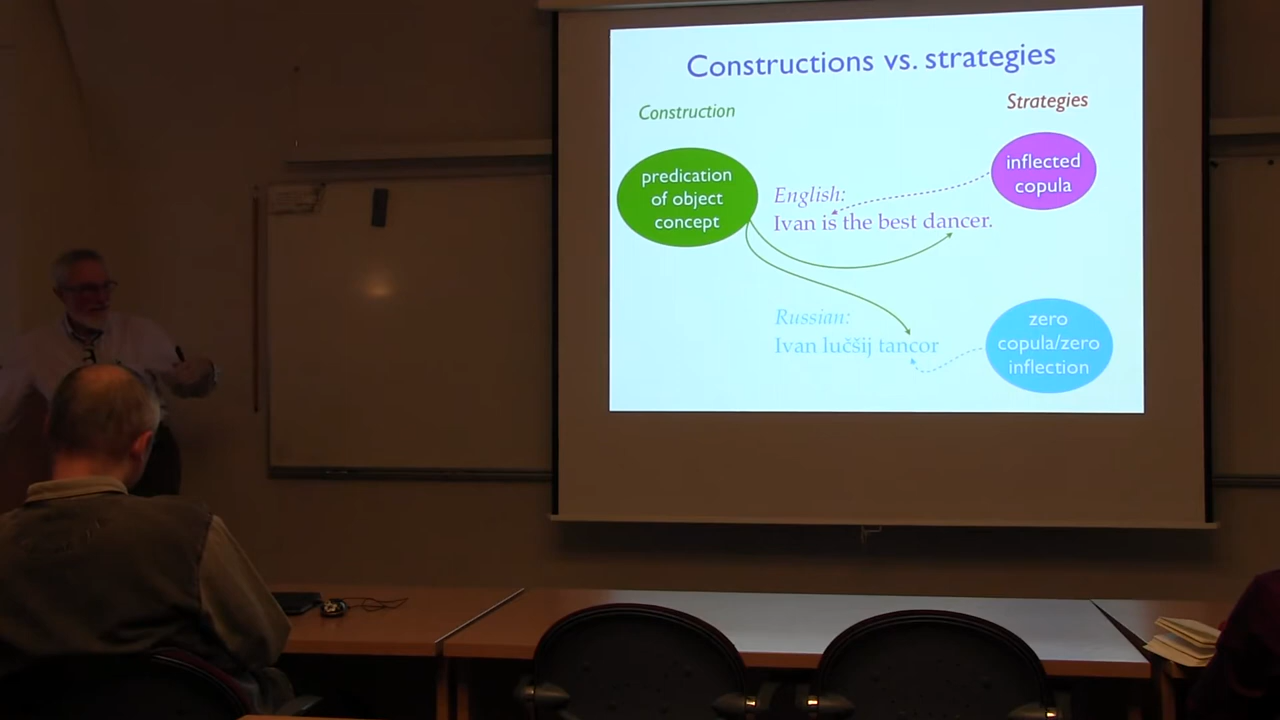 Constructions vs. strategies
Construction
Strategies
predication
of object
concept
inflected
copula
English:
Ivan is the best dancer.
Russian:
Ivan lučšij tancor
zero
copula/zero
inflection